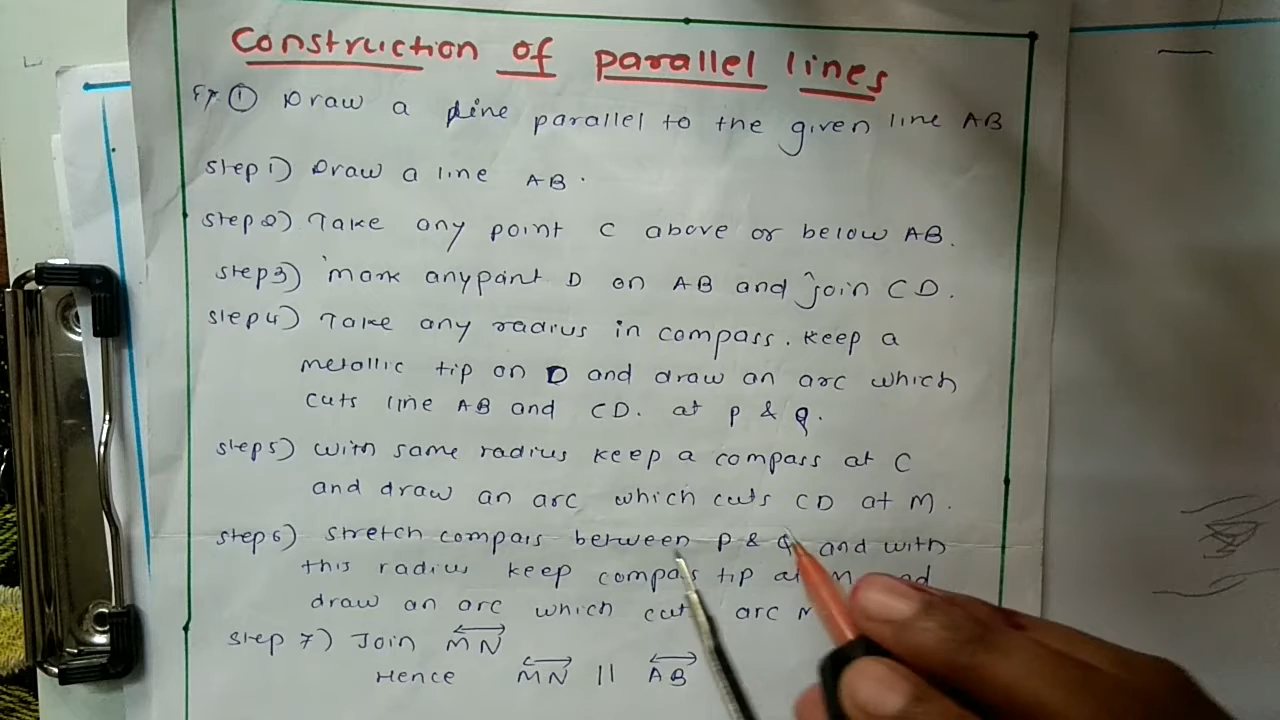 Construction of parallel lines
Ex ① Draw a line parallel to the given line AB
Step 1) Draw a line AB.
Step 2) Take any point C above or below AB.
Step 3) mark any point D on AB and join CD.
Step 4) Take any radius in compass. Keep a
metallic tip on D and draw an arc which
cuts line AB and CD. at P & Q.
Step 5) with same radius keep a compass at C
and draw an arc which cuts CD at M.
Step 6) stretch compass between P & Q and with
this radius keep compass tip at M and
draw an arc which cut arc
Step 7) Join MN
Hence MN || AB